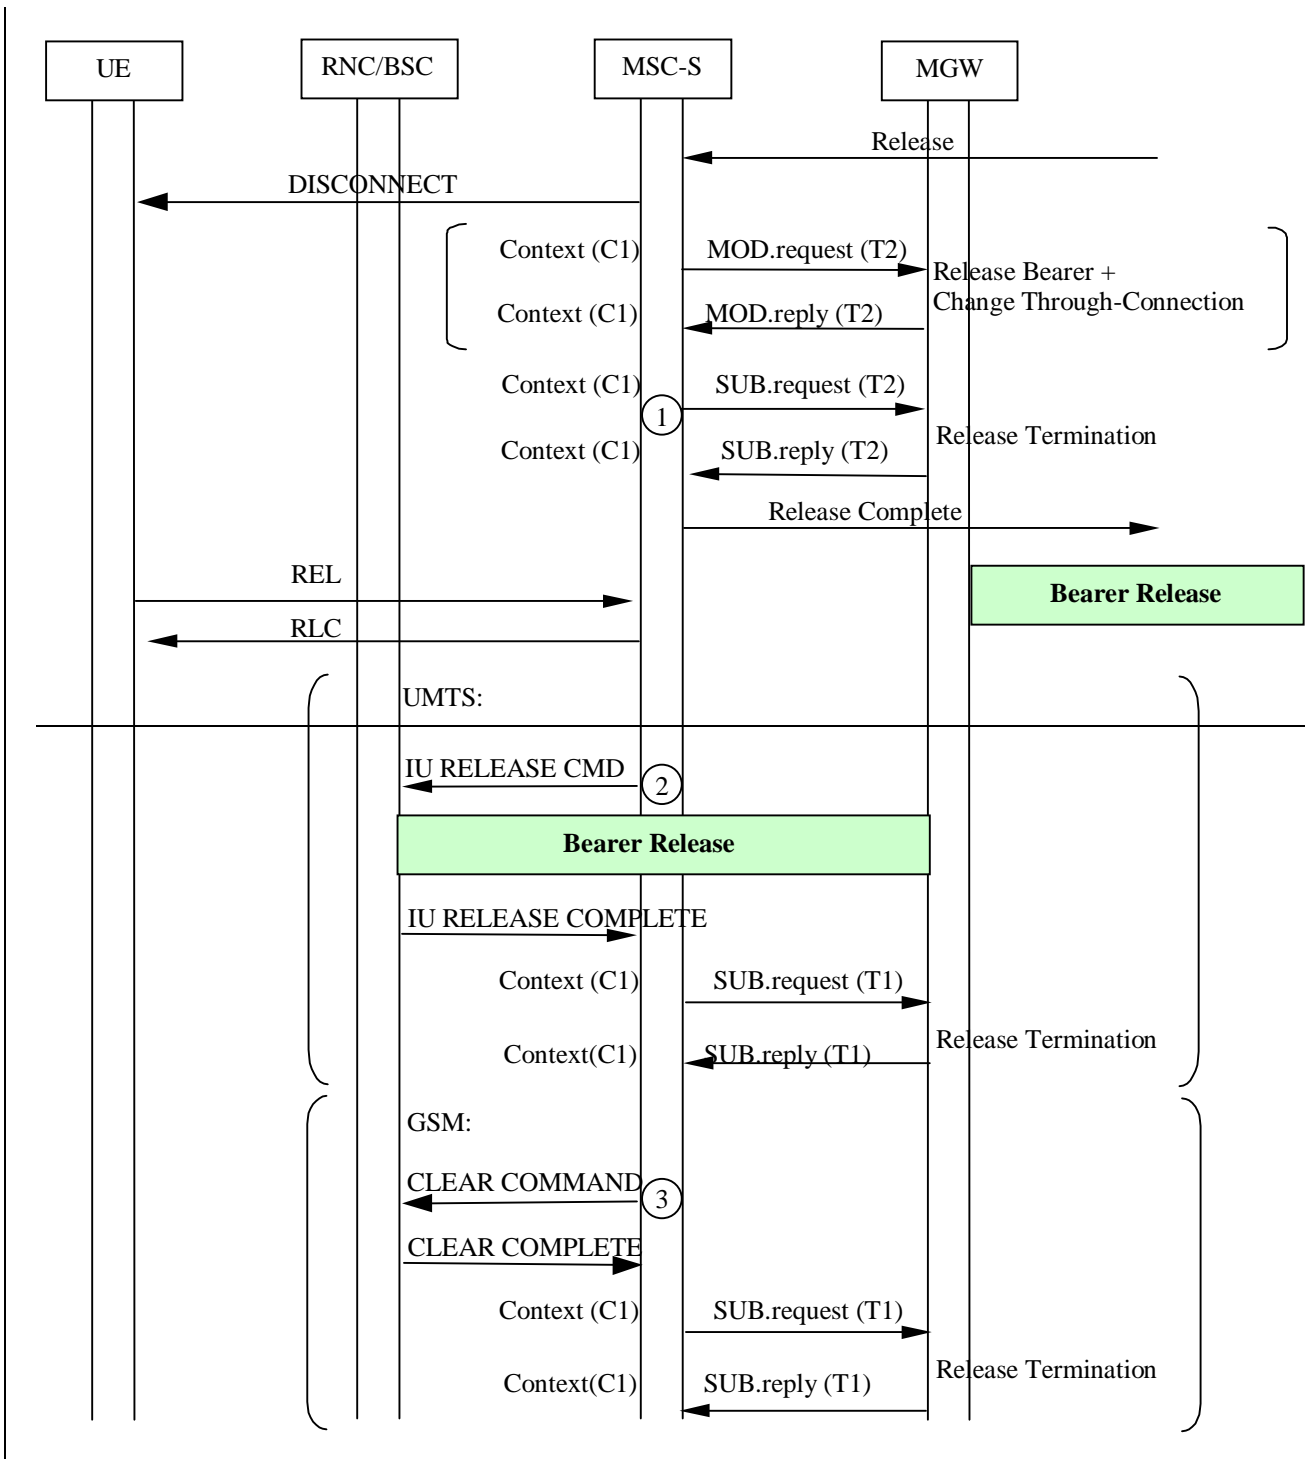 UE
RNC/BSC
MSC-S
MGW
Release
DISCONNECT
Context (C1)
MOD.request (T2)
Release Bearer +
Change Through-Connection
Context (C1)
MOD.reply (T2)
Context (C1)
SUB.request (T2)
1
Release Termination
Context (C1)
SUB.reply (T2)
Release Complete
REL
Bearer Release
RLC
UMTS:
IU RELEASE CMD
2
Bearer Release
IU RELEASE COMPLETE
Context (C1)
SUB.request (T1)
Release Termination
Context(C1)
SUB.reply (T1)
GSM:
CLEAR COMMAND
3
CLEAR COMPLETE
Context (C1)
SUB.request (T1)
Release Termination
Context(C1)
SUB.reply (T1)